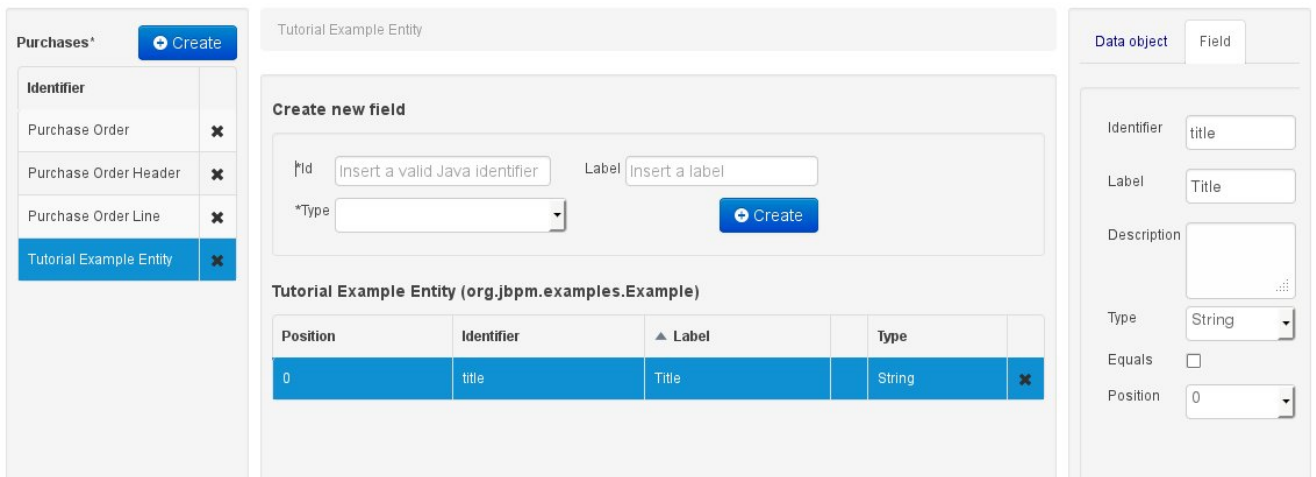 Purchases*
Create
Identifier
Purchase Order
Purchase Order Header
Purchase Order Line
Tutorial Example Entity
Tutorial Example Entity
Create new field
*Id Insert a valid Java identifier Label Insert a label
*Type
Create
Tutorial Example Entity (org.jbpm.examples.Example)
Position Identifier Label Type
0 title Title String
Data object Field
Identifier title
Label Title
Description
Type String
Equals
Position 0